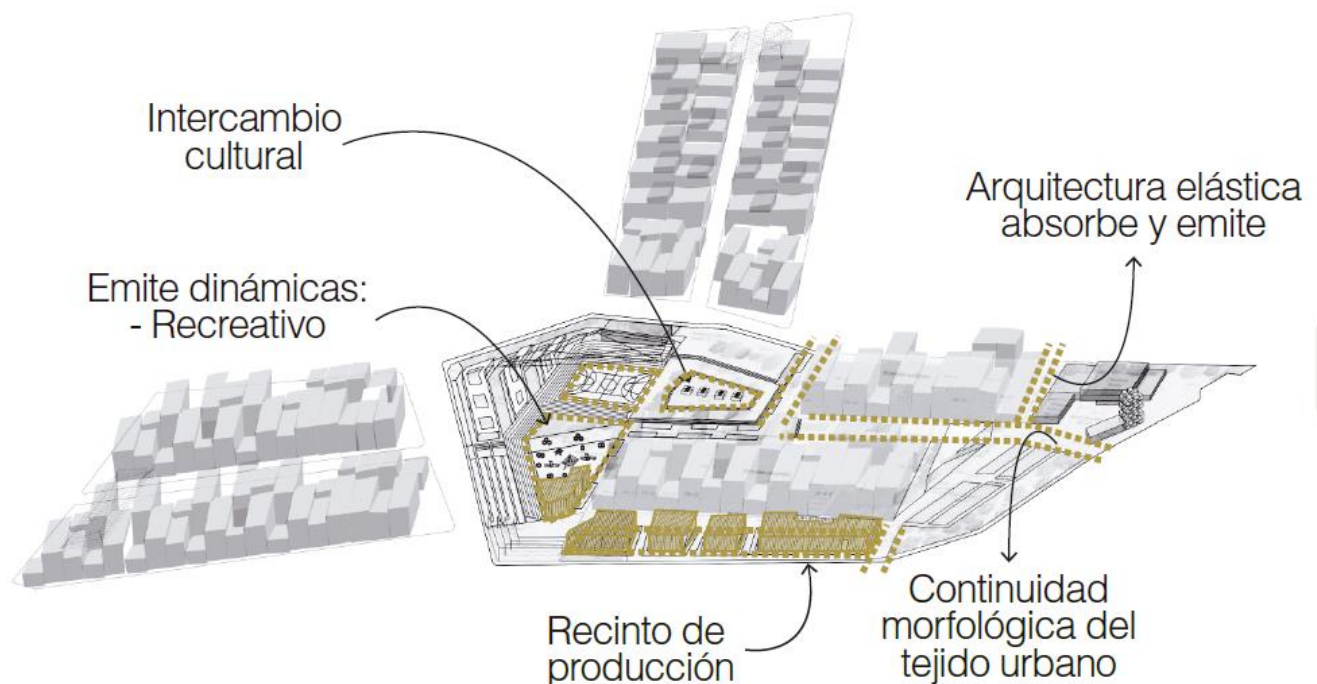 Intercambio
cultural
Arquitectura elástica
absorbe y emite
Emite dinámicas:
- Recreativo
Recinto de
producción
Continuidad
morfológica del
tejido urbano